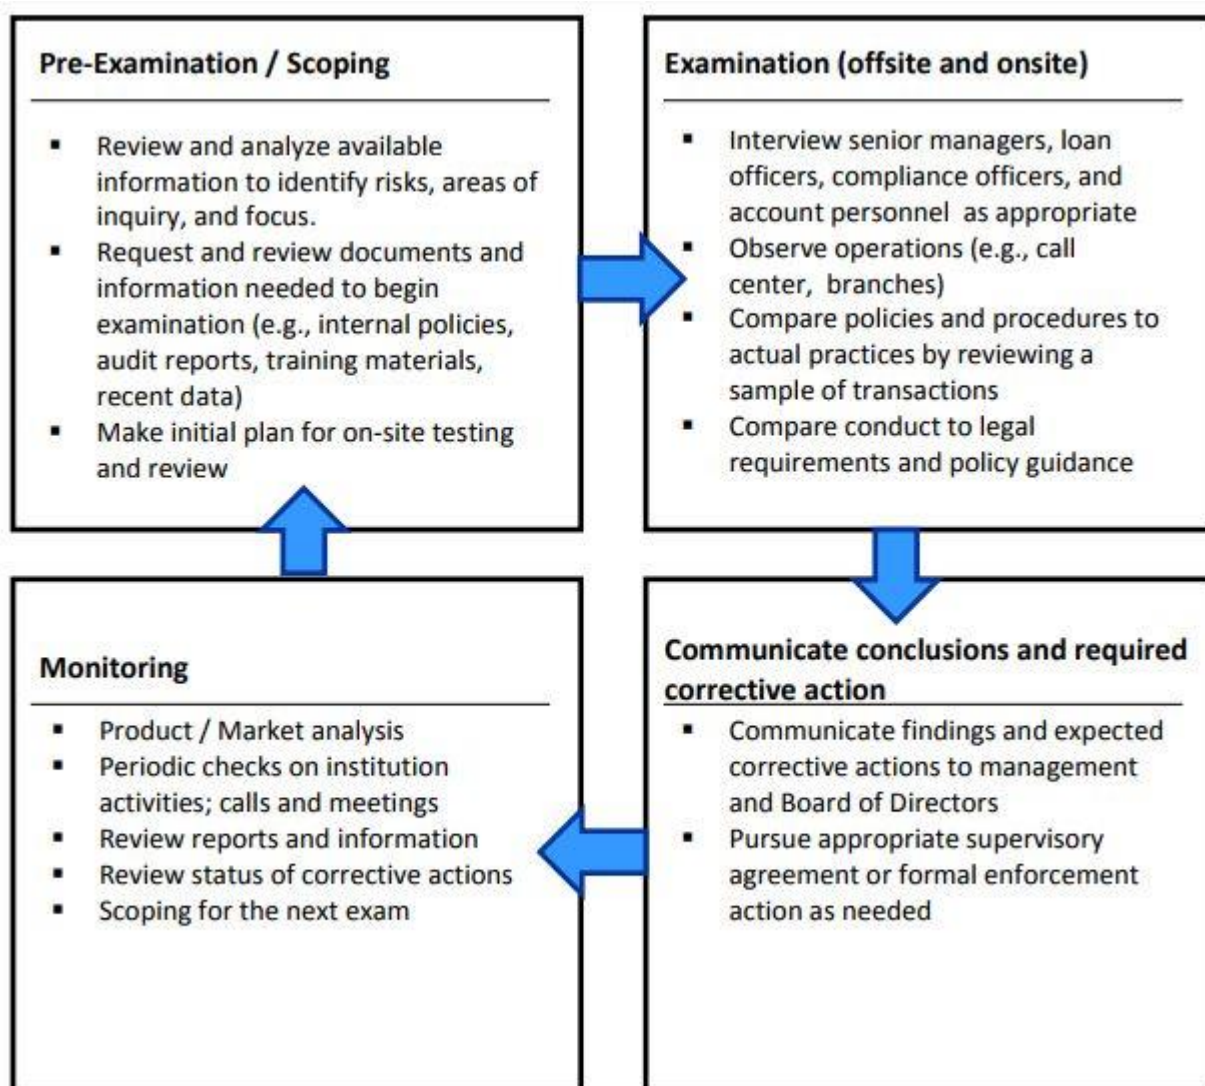 Pre-Examination / Scoping
▪ Review and analyze available
information to identify risks, areas of
inquiry, and focus.
▪ Request and review documents and
information needed to begin
examination (e.g., internal policies,
audit reports, training materials,
recent data)
▪ Make initial plan for on-site testing
and review
Examination (offsite and onsite)
▪ Interview senior managers, loan
officers, compliance officers, and
account personnel as appropriate
▪ Observe operations (e.g., call
center, branches)
▪ Compare policies and procedures to
actual practices by reviewing a
sample of transactions
▪ Compare conduct to legal
requirements and policy guidance
Communicate conclusions and required
corrective action
▪ Communicate findings and expected
corrective actions to management
and Board of Directors
▪ Pursue appropriate supervisory
agreement or formal enforcement
action as needed
Monitoring
▪ Product / Market analysis
▪ Periodic checks on institution
activities; calls and meetings
▪ Review reports and information
▪ Review status of corrective actions
▪ Scoping for the next exam